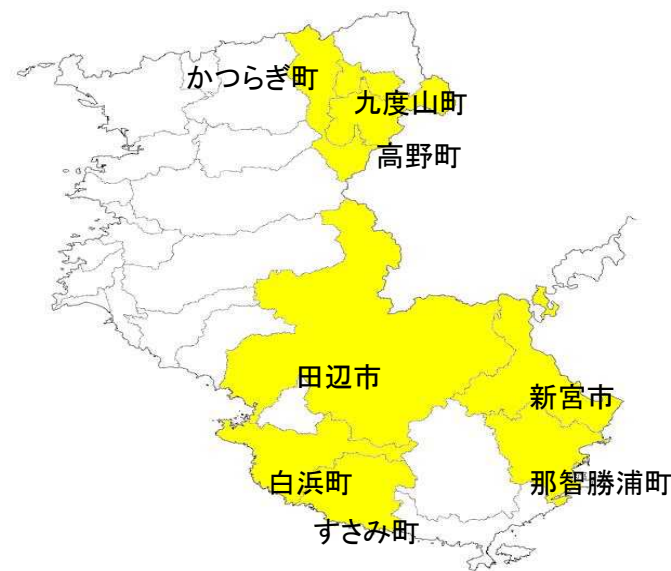 かつらぎ町
九度山町
高野町
田辺市
新宮市
白浜町
那智勝浦町
すさみ町